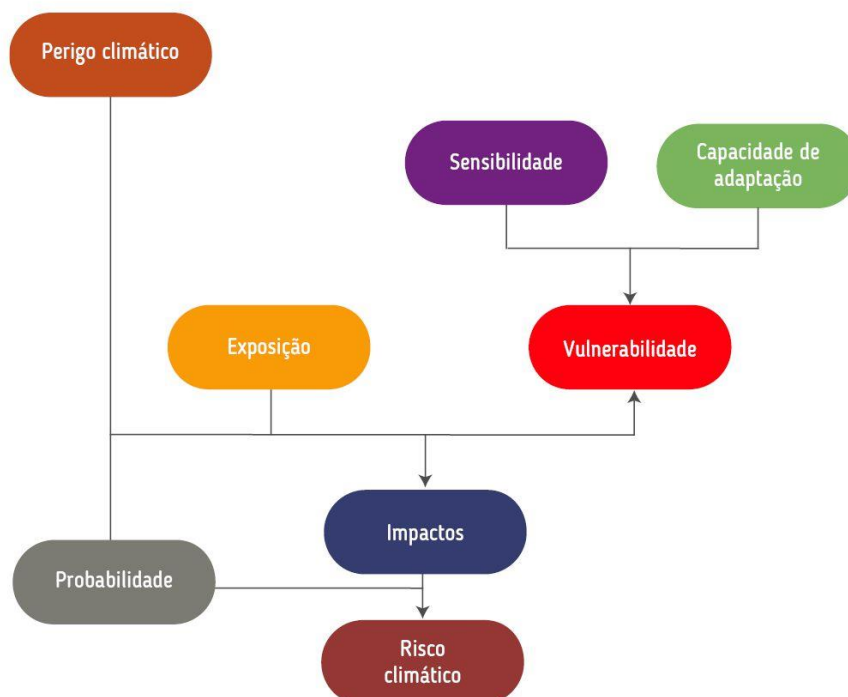 Perigo climático
Sensibilidade
Capacidade de
adaptação
Exposição
Vulnerabilidade
Impactos
Probabilidade
Risco
climático